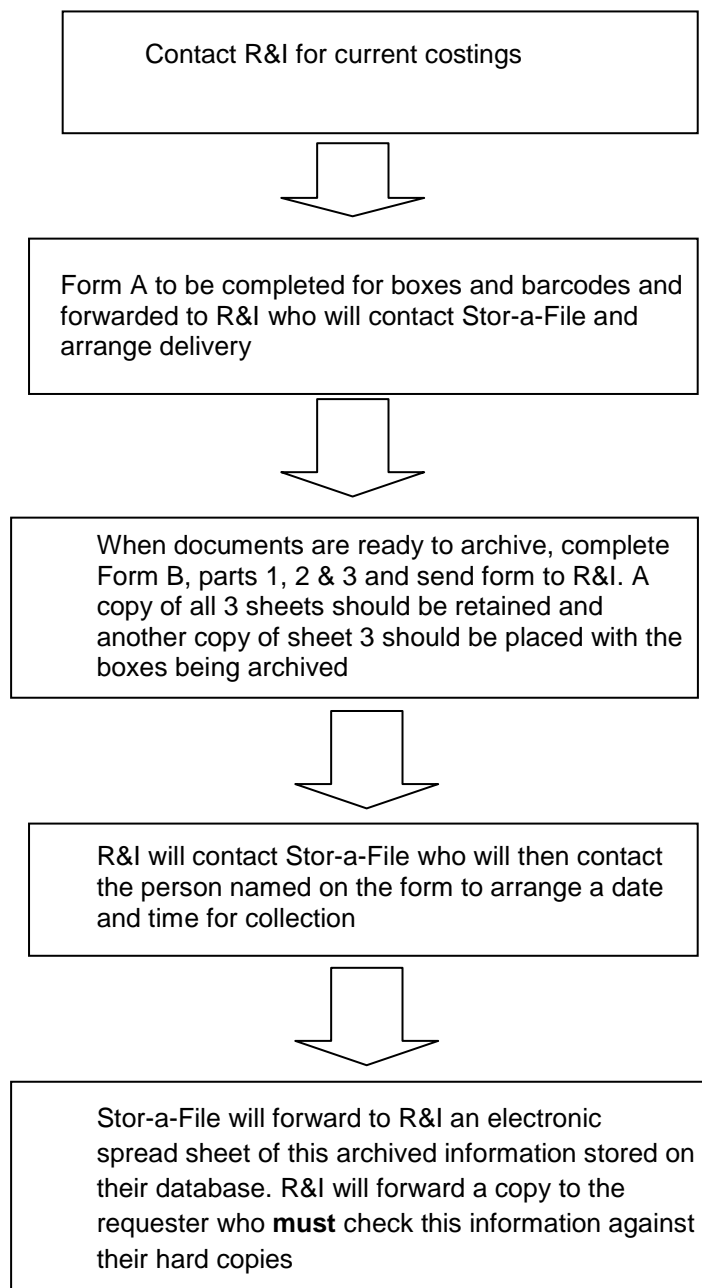 Contact R&I for current costings
Form A to be completed for boxes and barcodes and
forwarded to R&I who will contact Stor-a-File and
arrange delivery
When documents are ready to archive, complete
Form B, parts 1, 2 & 3 and send form to R&I. A
copy of all 3 sheets should be retained and
another copy of sheet 3 should be placed with the
boxes being archived
R&I will contact Stor-a-File who will then contact
the person named on the form to arrange a date
and time for collection
Stor-a-File will forward to R&I an electronic
spread sheet of this archived information stored on
their database. R&I will forward a copy to the
requester who must check this information against
their hard copies